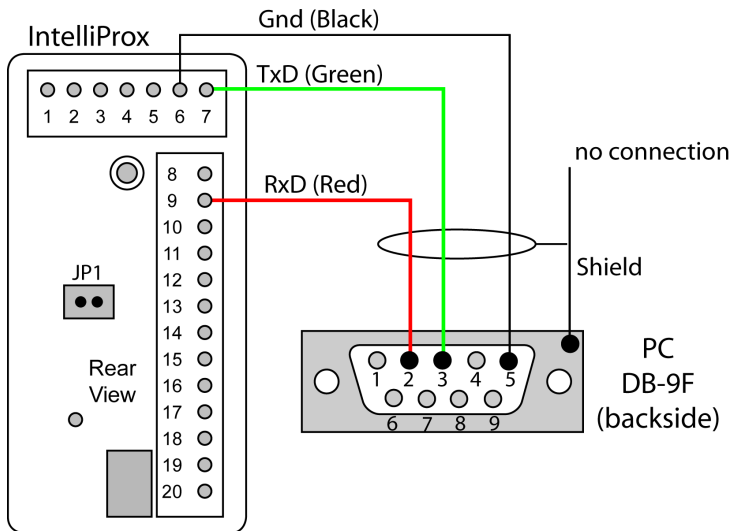 Gnd (Black)
IntelliProx
TxD (Green)
1 2 3 4 5 6 7
no connection
8
RxD (Red)
9
10
11
12
13
14
15
16
17
18
19
20
JP1
Shield
Rear
View
PC
DB-9F
(backside)
1 2 3 4 5
6 7 8 9